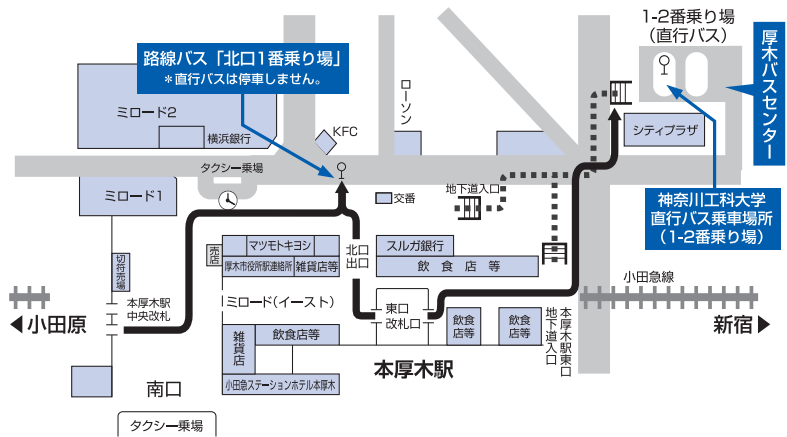 1-2番乗り場
(直行バス)
路線バス「北口1番乗り場」
＊直行バスは停車しません。
厚木バスセンター
ミロード2
横浜銀行
KFC
ローソン
シティプラザ
タクシー乗場
ミロード1
交番
地下道入口
神奈川工科大学
直行バス乗車場所
(1-2番乗り場)
売店
マツモトキヨシ
厚木市役所駅連絡所
雑貨店等
北口
出口
スルガ銀行
飲食店等
切符売場
小田急線
本厚木駅
中央改札
ミロード(イースト)
東口
改札口
飲食
店等
飲食
店等
本厚木駅東口
地下道入口
小田原
新宿
雑貨店
飲食店等
小田急ステーションホテル本厚木
本厚木駅
南口
タクシー乗場